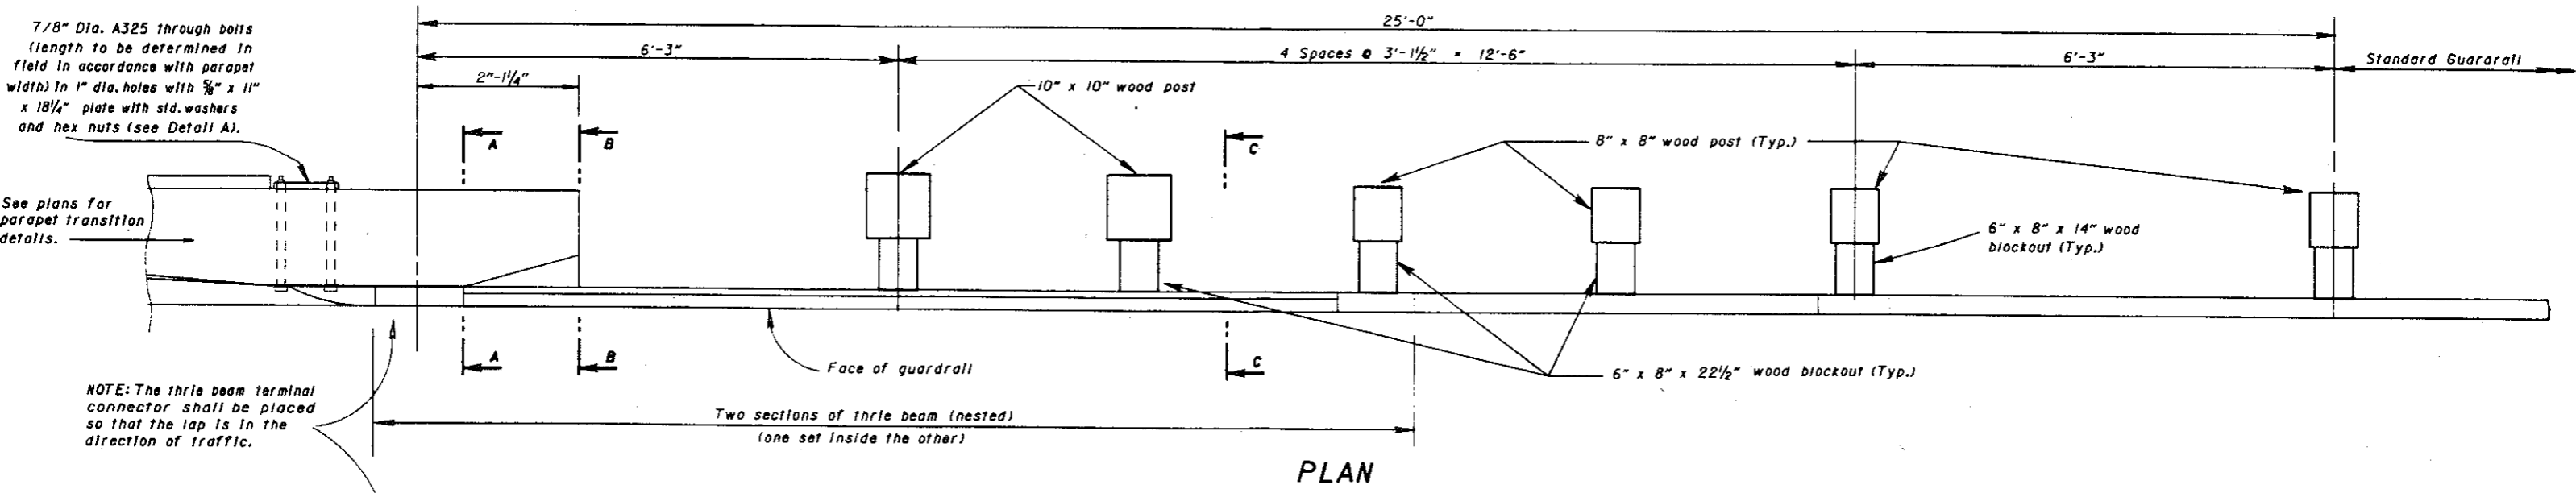 7/8" Dia. A325 through bolts
(length to be determined in
field in accordance with parapet
width) in 1" dia. holes with 5/8" x 11"
x 18 1/4" plate with std. washers
and hex nuts (see Detail A).
25'-0"
6'-3"
4 Spaces @ 3'-1 1/2" = 12'-6"
6'-3"
Standard Guardrail
2"-1 1/4"
10" x 10" wood post
A
B
C
8" x 8" wood post (Typ.)
See plans for
parapet transition
details.
6" x 8" x 14" wood
blockout (Typ.)
A
B
C
Face of guardrail
6" x 8" x 22 1/2" wood blockout (Typ.)
NOTE: The thrie beam terminal
connector shall be placed
so that the lap is in the
direction of traffic.
Two sections of thrie beam (nested)
(one set inside the other)
PLAN